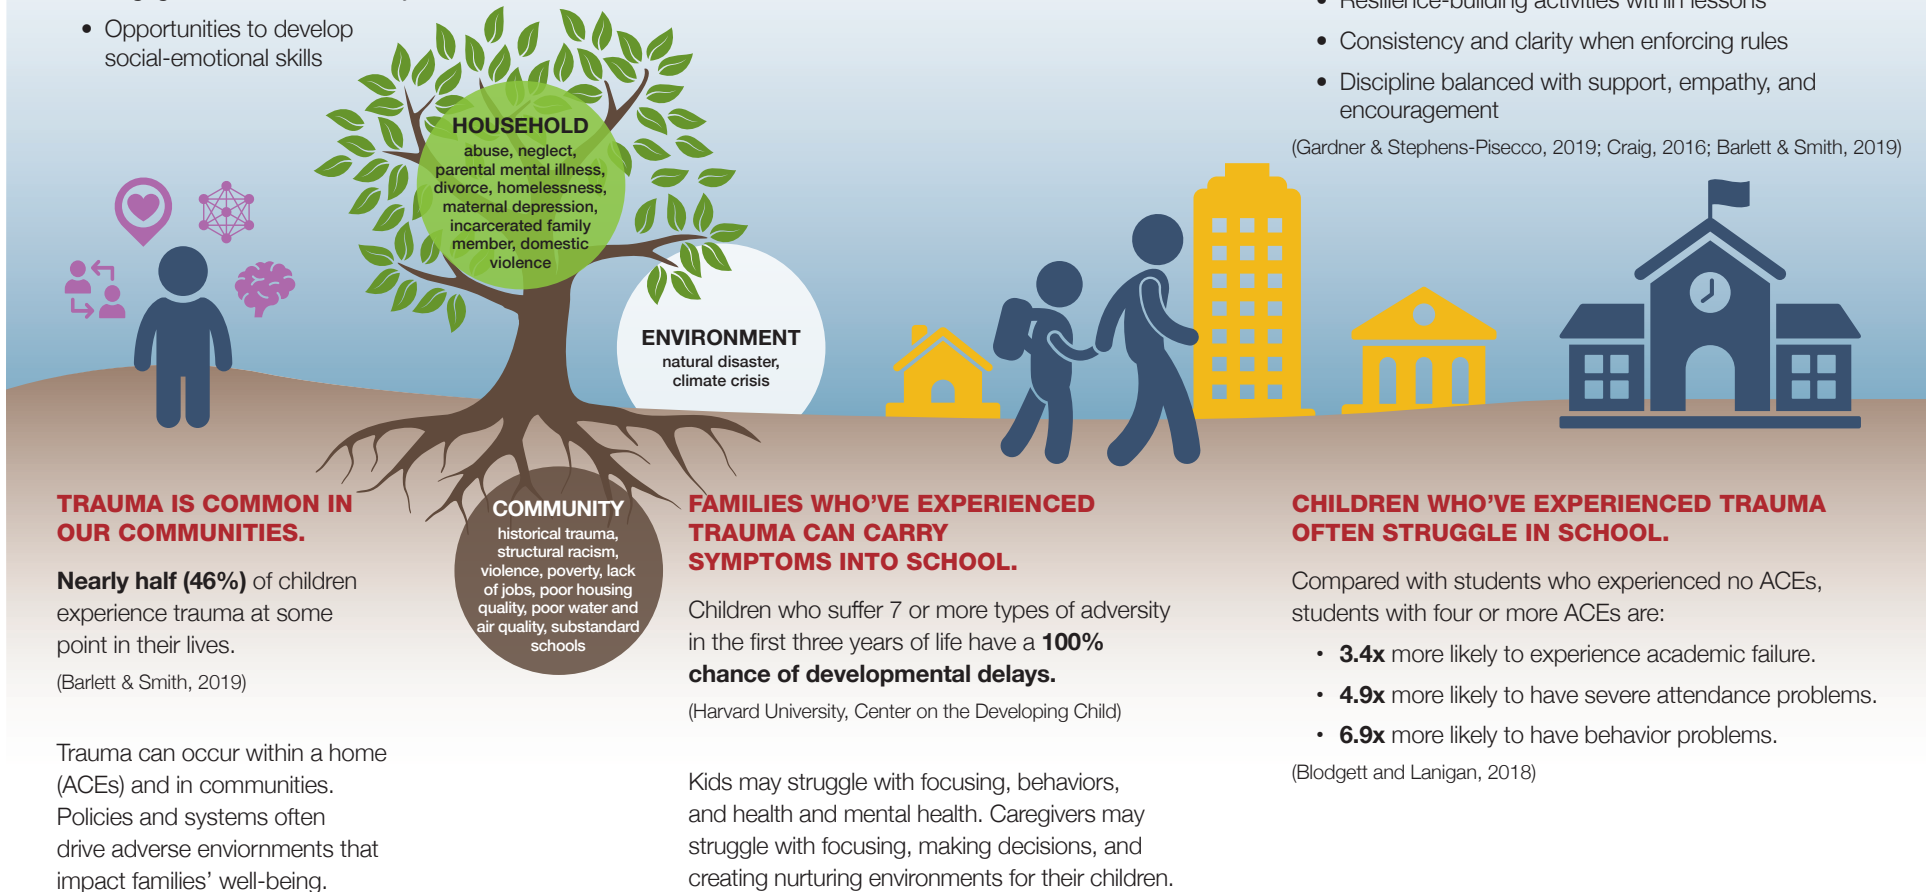 • Opportunities to develop
social-emotional skills
• Resilience-building activities within lessons
• Consistency and clarity when enforcing rules
• Discipline balanced with support, empathy, and
encouragement
(Gardner & Stephens-Pisecco, 2019; Craig, 2016; Barlett & Smith, 2019)
HOUSEHOLD
abuse, neglect,
parental mental illness,
divorce, homelessness,
maternal depression,
incarcerated family
member, domestic
violence
ENVIRONMENT
natural disaster,
climate crisis
COMMUNITY
historical trauma,
structural racism,
violence, poverty, lack
of jobs, poor housing
quality, poor water and
air quality, substandard
schools
TRAUMA IS COMMON IN
OUR COMMUNITIES.
Nearly half (46%) of children
experience trauma at some
point in their lives.
(Barlett & Smith, 2019)
Trauma can occur within a home
(ACEs) and in communities.
Policies and systems often
drive adverse enviornments that
impact families’ well-being.
FAMILIES WHO’VE EXPERIENCED
TRAUMA CAN CARRY
SYMPTOMS INTO SCHOOL.
Children who suffer 7 or more types of adversity
in the first three years of life have a 100%
chance of developmental delays.
(Harvard University, Center on the Developing Child)
Kids may struggle with focusing, behaviors,
and health and mental health. Caregivers may
struggle with focusing, making decisions, and
creating nurturing environments for their children.
CHILDREN WHO’VE EXPERIENCED TRAUMA
OFTEN STRUGGLE IN SCHOOL.
Compared with students who experienced no ACEs,
students with four or more ACEs are:
• 3.4x more likely to experience academic failure.
• 4.9x more likely to have severe attendance problems.
• 6.9x more likely to have behavior problems.
(Blodgett and Lanigan, 2018)